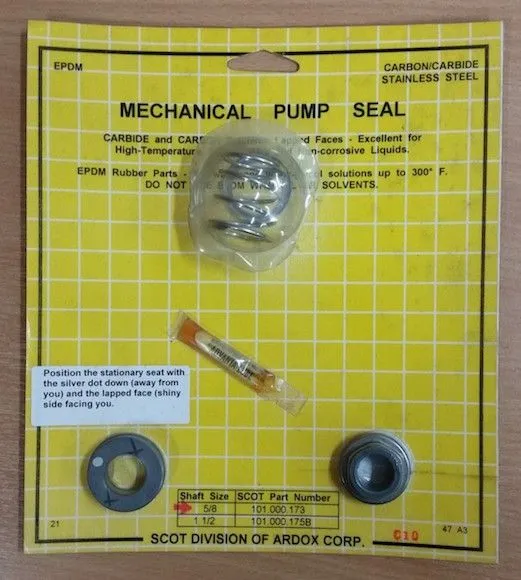 EPDM
CARBON/CARBIDE
STAINLESS STEEL
MECHANICAL PUMP SEAL
CARBIDE and Lapped Faces - Excellent for
High-Temperature Liquids.
EPDM Rubber Parts - solutions up to 300° F.
DO NOT SOLVENTS.
Position the stationary seat with
the silver dot down (away from
you) and the lapped face (shiny
side facing you.
Shaft Size SCOT Part Number
5/8 101.000.173
1 1/2 101.000.175B
21
C10
47 A3
SCOT DIVISION OF ARDOX CORP.